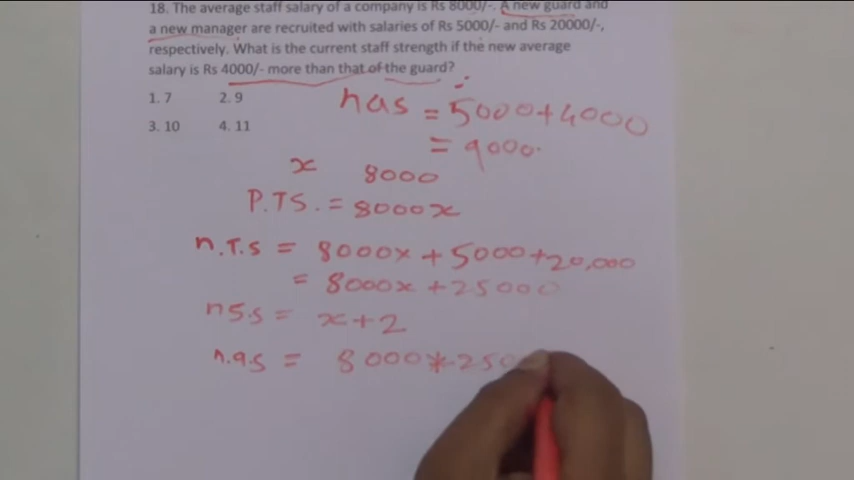 18. The average staff salary of a company is Rs 8000/-. A new guard and
a new manager are recruited with salaries of Rs 5000/- and Rs 20000/-,
respectively. What is the current staff strength if the new average
salary is Rs 4000/- more than that of the guard?
1. 7 2. 9
3. 10 4. 11
nas = 5000+4000
= 9000.
x 8000
P.TS. = 8000x
n.T.S = 8000x + 5000+20,000
= 8000x + 25000
nS.S = x+2
n.a.S = 8000*250